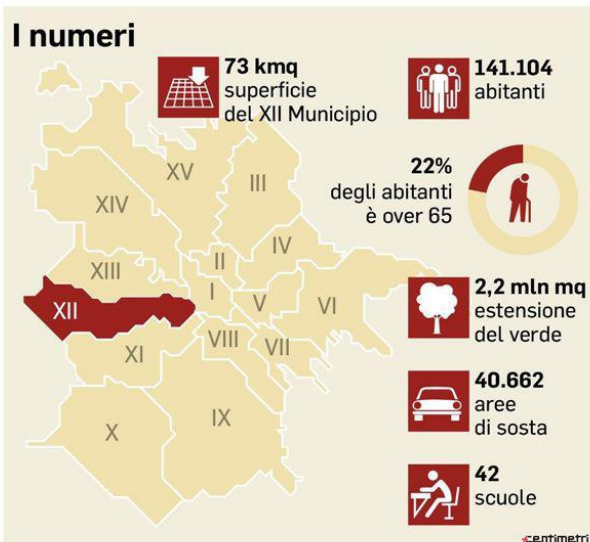 I numeri
73 kmq
superficie
del XII Municipio
141.104
abitanti
22%
degli abitanti
è over 65
2,2 mln mq
estensione
del verde
40.662
aree
di sosta
42
scuole
XV
III
XIV
IV
II
XIII
I
V
VI
XII
VIII
VII
XI
IX
X
centimetri